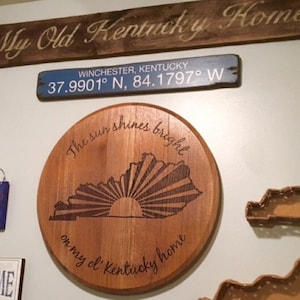 My Old Kentucky Home
WINCHESTER, KENTUCKY
37.9901° N, 84.1797° W
The sun shines bright
on my ol' Kentucky home